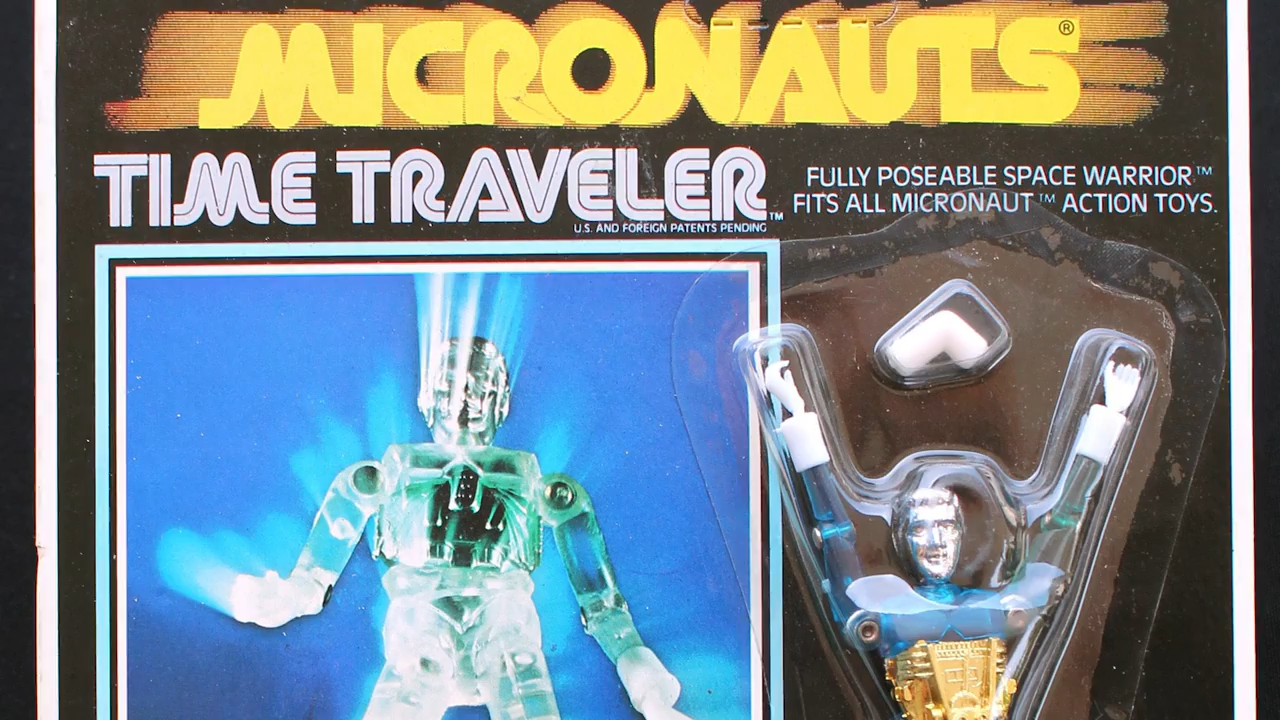 MICRONAUTS®
TIME TRAVELER™
U.S. AND FOREIGN PATENTS PENDING
FULLY POSEABLE SPACE WARRIOR™
FITS ALL MICRONAUT™ ACTION TOYS.